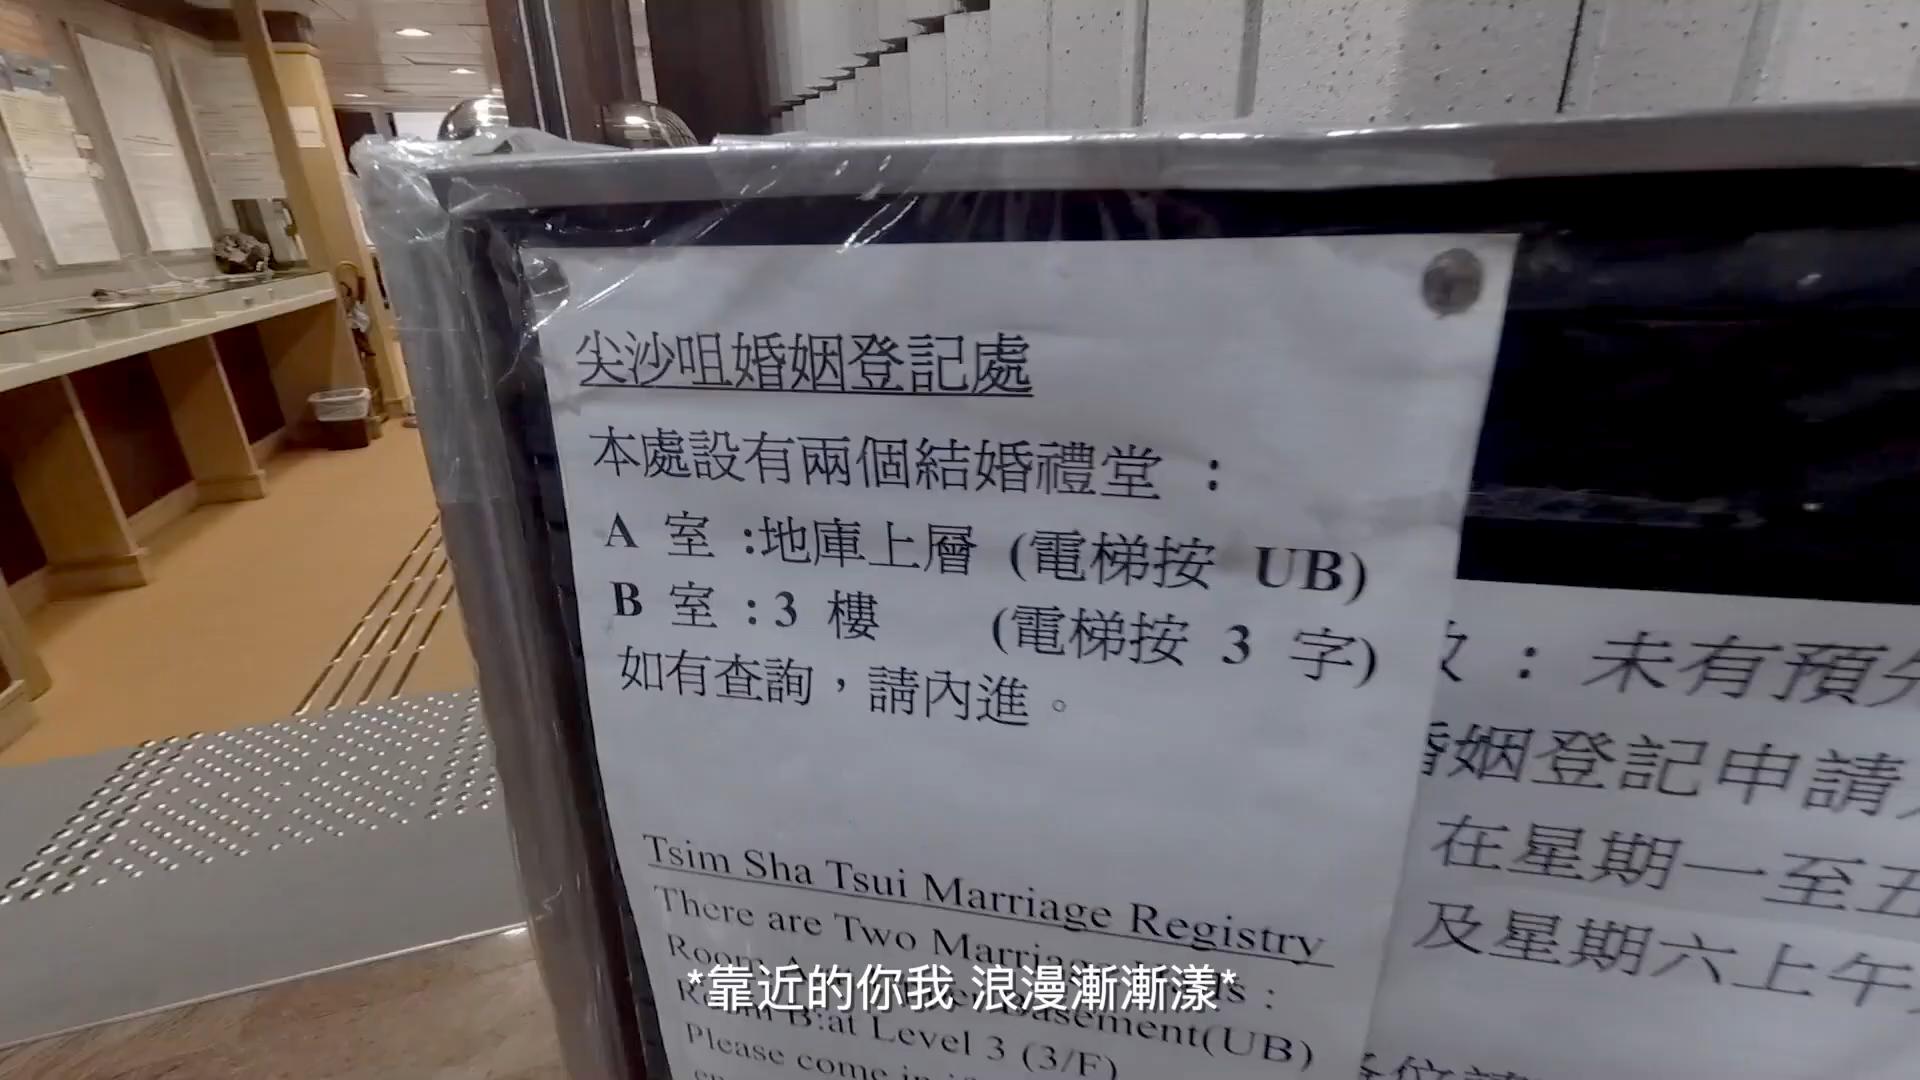 尖沙咀婚姻登記處
本處設有兩個結婚禮堂：
A 室 :地庫上層 (電梯按 UB)
B 室 : 3 樓 (電梯按 3 字)
如有查詢，請內進。
Tsim Sha Tsui Marriage Registry
There are Two Marriage
Room
B:at Level 3 (3/F)
Please come in
：未有預先
婚姻登記申請
在星期一至五
及星期六上午
*靠近的你我 浪漫漸漸漾*